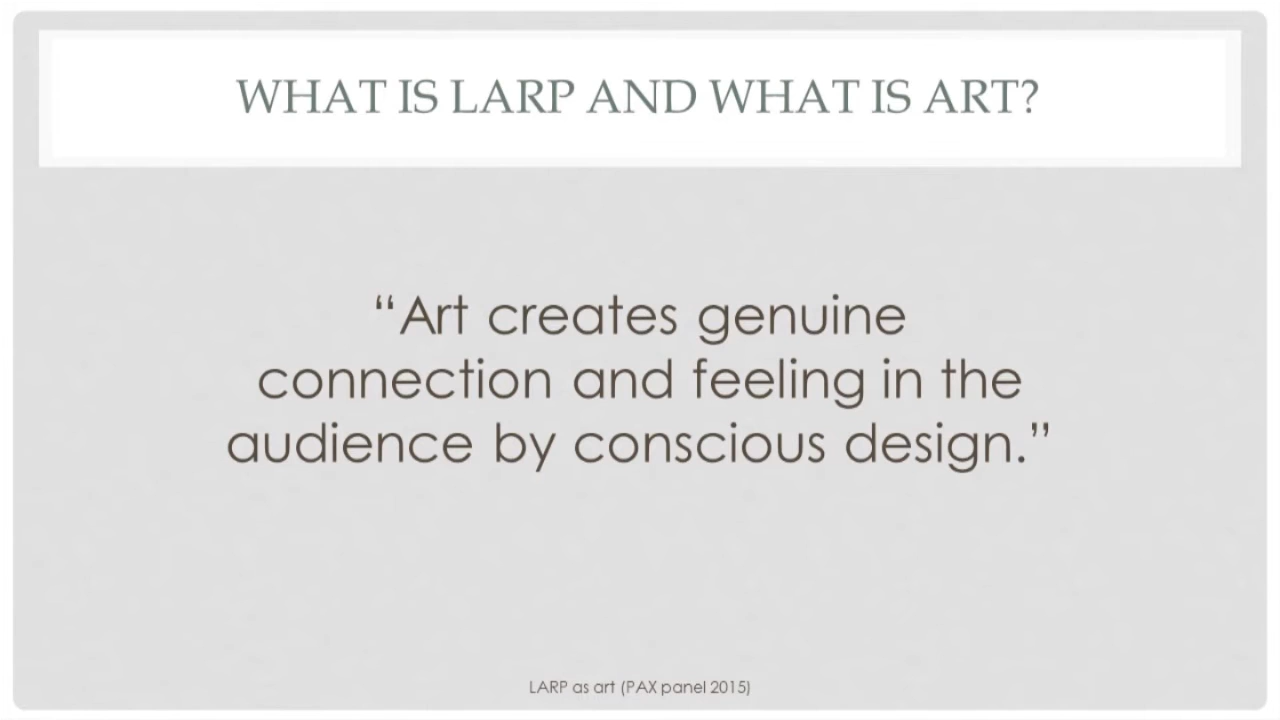 WHAT IS LARP AND WHAT IS ART?
“Art creates genuine
connection and feeling in the
audience by conscious design.”
LARP as art (PAX panel 2015)